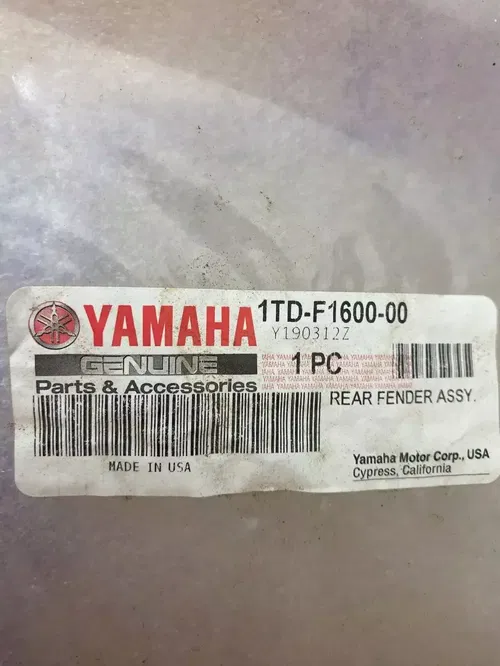 YAMAHA
1TD-F1600-00
Y190312Z
GENUINE
1 PC
Parts & Accessories
REAR FENDER ASSY.
MADE IN USA
Yamaha Motor Corp., USA
Cypress, California